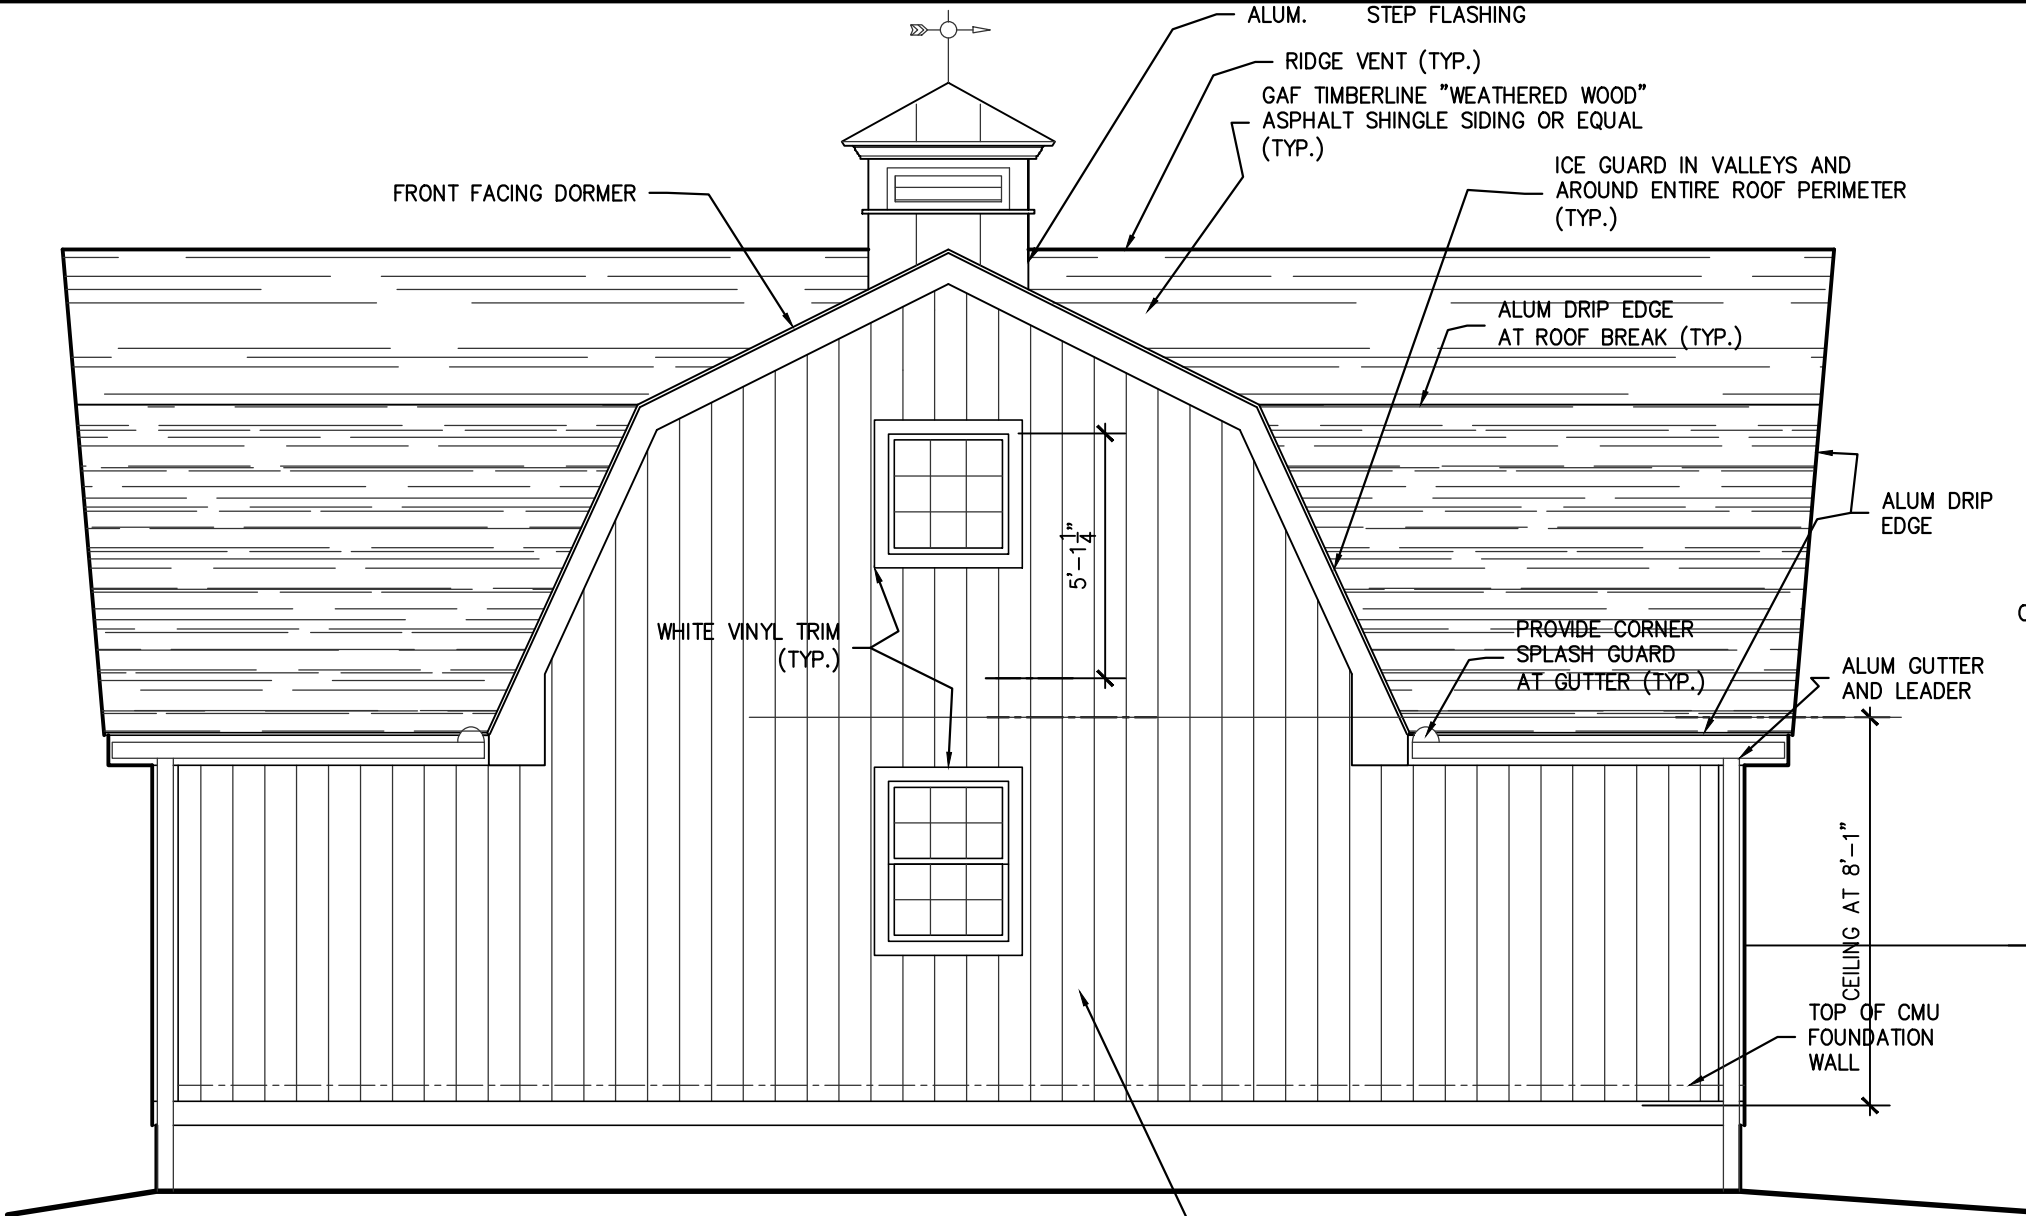 ALUM. STEP FLASHING
RIDGE VENT (TYP.)
GAF TIMBERLINE "WEATHERED WOOD"
ASPHALT SHINGLE SIDING OR EQUAL
(TYP.)
ICE GUARD IN VALLEYS AND
AROUND ENTIRE ROOF PERIMETER
(TYP.)
FRONT FACING DORMER
ALUM DRIP EDGE
AT ROOF BREAK (TYP.)
ALUM DRIP
EDGE
5'-1 1/4"
WHITE VINYL TRIM
(TYP.)
PROVIDE CORNER
SPLASH GUARD
AT GUTTER (TYP.)
ALUM GUTTER
AND LEADER
CEILING AT 8'-1"
TOP OF CMU
FOUNDATION
WALL